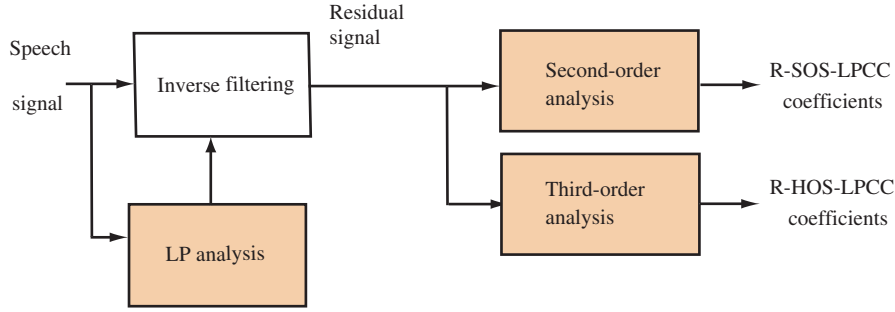 Speech
signal
Inverse filtering
LP analysis
Residual
signal
Second-order
analysis
Third-order
analysis
R-SOS-LPCC
coefficients
R-HOS-LPCC
coefficients